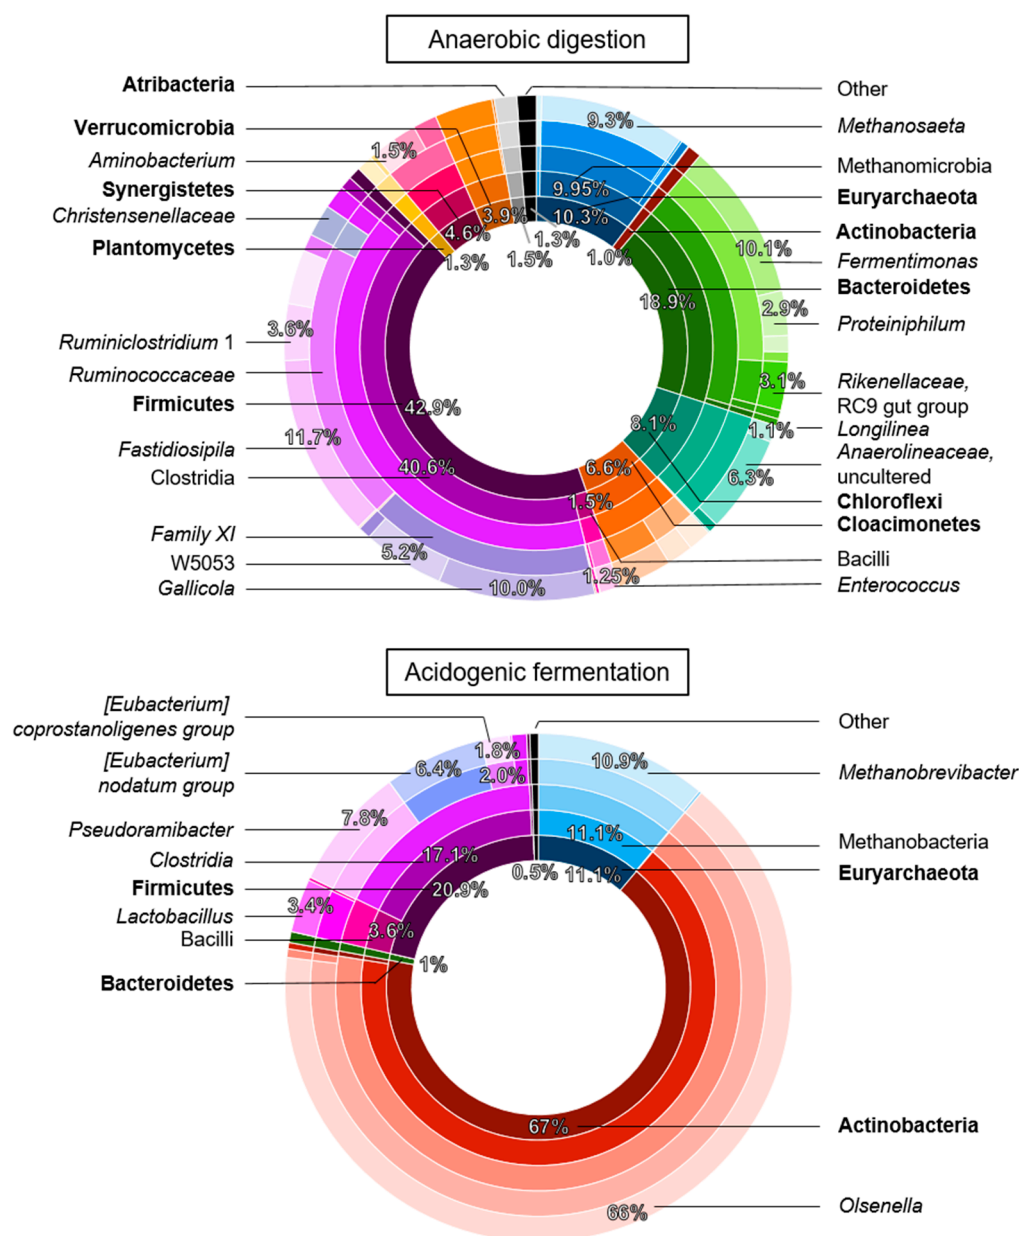 Anaerobic digestion
Atribacteria
Verrucomicrobia
Aminobacterium
Synergistetes
Christensenellaceae
Plantomycetes
Ruminiclostridium 1
Ruminococcaceae
Firmicutes
Fastidiosipila
Clostridia
Family XI
W5053
Gallicola
Other
Methanosaeta
Methanomicrobia
Euryarchaeota
Actinobacteria
Fermentimonas
Bacteroidetes
Proteiniphilum
Rikenellaceae,
RC9 gut group
Longilinea
Anaerolineaceae,
uncultered
Chloroflexi
Cloacimonetes
Bacilli
Enterococcus
9.3%
9.95%
10.3%
1.0%
10.1%
18.9%
2.9%
3.1%
1.1%
8.1%
6.3%
6.6%
1.5%
1.25%
10.0%
5.2%
40.6%
11.7%
42.9%
3.6%
1.3%
1.5%
4.6%
3.9%
1.5%
1.3%
Acidogenic fermentation
[Eubacterium]
coprostanoligenes group
[Eubacterium]
nodatum group
Pseudoramibacter
Clostridia
Firmicutes
Lactobacillus
Bacilli
Bacteroidetes
Other
Methanobrevibacter
Methanobacteria
Euryarchaeota
Actinobacteria
Olsenella
1.8%
10.9%
6.4%
2.0%
7.8%
11.1%
17.1%
0.5%
11.1%
20.9%
3.4%
3.6%
1%
67%
66%